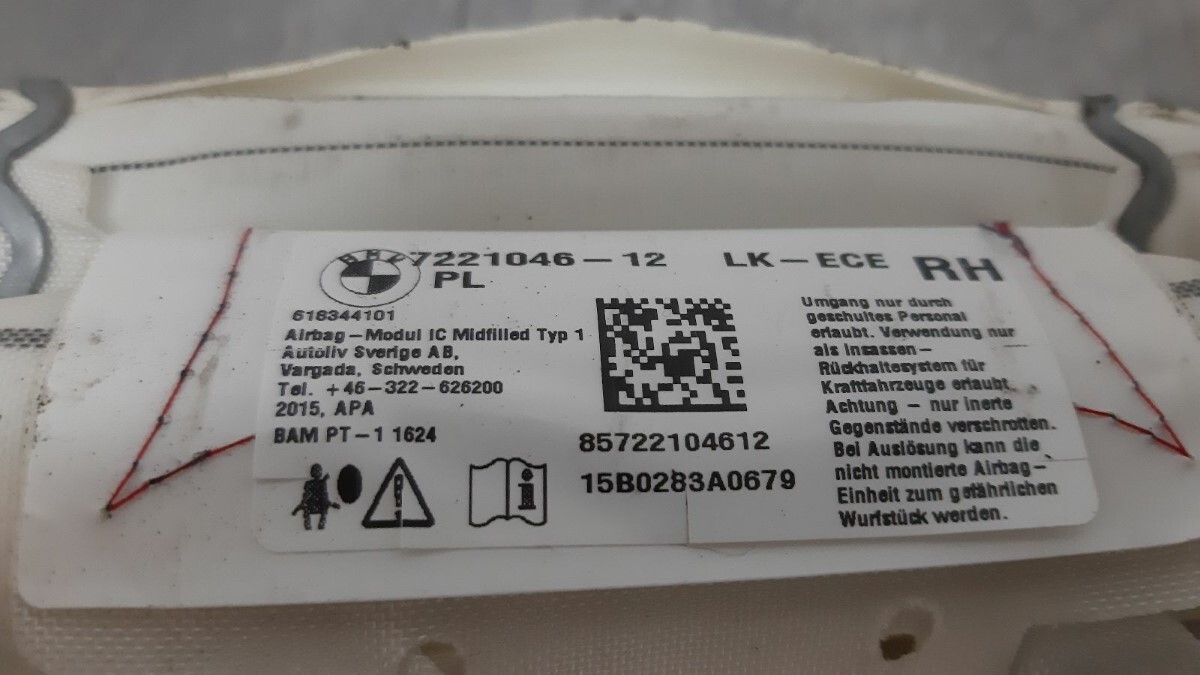 BMW
7221046-12 LK-ECE RH
PL
618344101
Airbag-Modul IC Midfilled Typ 1
Autoliv Sverige AB,
Vargada, Schweden
Tel. +46-322-626200
2015, APA
BAM PT-1 1624
85722104612
15B0283A0679
Umgang nur durch
geschultes Personal
erlaubt. Verwendung nur
als Insassen-
Rückhaltesystem für
Kraftfahrzeuge erlaubt.
Achtung - nur inerte
Gegenstände verschrotten.
Bei Auslösung kann die
nicht montierte Airbag-
Einheit zum gefährlichen
Wurfstück werden.